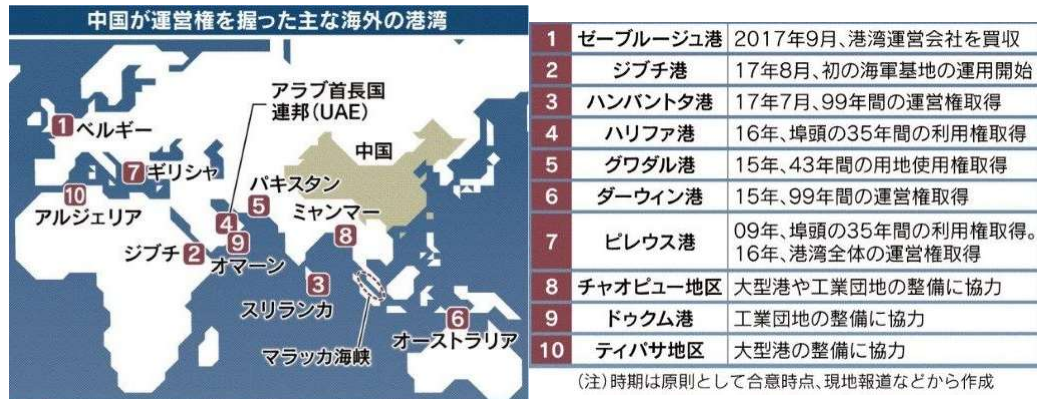 中国が運営権を握った主な海外の港湾
アラブ首長国
連邦(UAE)
1 ベルギー
中国
7 ギリシャ
パキスタン
10
アルジェリア
5
ミャンマー
4
8
ジブチ 2
9
オマーン
3
スリランカ
6
オーストラリア
マラッカ海峡
1 ゼーブルージュ港 2017年9月、港湾運営会社を買収
2 ジブチ港 17年8月、初の海軍基地の運用開始
3 ハンバントタ港 17年7月、99年間の運営権取得
4 ハリファ港 16年、埠頭の35年間の利用権取得
5 グワダル港 15年、43年間の用地使用権取得
6 ダーウィン港 15年、99年間の運営権取得
7 ピレウス港 09年、埠頭の35年間の利用権取得。
16年、港湾全体の運営権取得
8 チャオピュー地区 大型港や工業団地の整備に協力
9 ドゥクム港 工業団地の整備に協力
10 ティパサ地区 大型港の整備に協力
(注)時期は原則として合意時点、現地報道などから作成